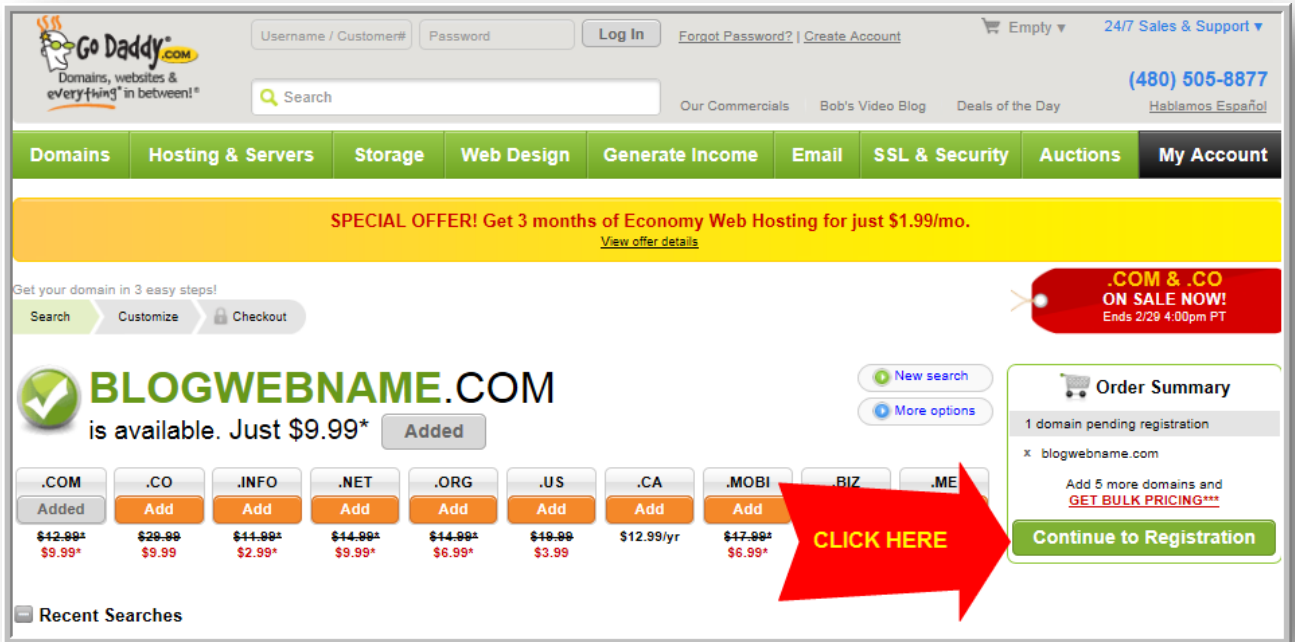 Go Daddy.COM
Domains, websites &
everything* in between!®
Username / Customer#
Password
Log In
Forgot Password? | Create Account
Empty
24/7 Sales & Support
Search
(480) 505-8877
Our Commercials
Bob's Video Blog
Deals of the Day
Hablamos Español
Domains
Hosting & Servers
Storage
Web Design
Generate Income
Email
SSL & Security
Auctions
My Account
SPECIAL OFFER! Get 3 months of Economy Web Hosting for just $1.99/mo.
View offer details
Get your domain in 3 easy steps!
Search
Customize
Checkout
.COM & .CO
ON SALE NOW!
Ends 2/29 4:00pm PT
BLOGWEBNAME.COM
is available. Just $9.99*
Added
New search
More options
Order Summary
1 domain pending registration
x blogwebname.com
Add 5 more domains and
GET BULK PRICING***
Continue to Registration
.COM .CO .INFO .NET .ORG .US .CA .MOBI .BIZ .ME
Added Add Add Add Add Add Add Add
$12.99* $29.99 $11.99* $14.99* $14.99* $19.99 $12.99/yr $17.99*
$9.99* $9.99 $2.99* $9.99* $6.99* $3.99 $6.99*
CLICK HERE
Recent Searches